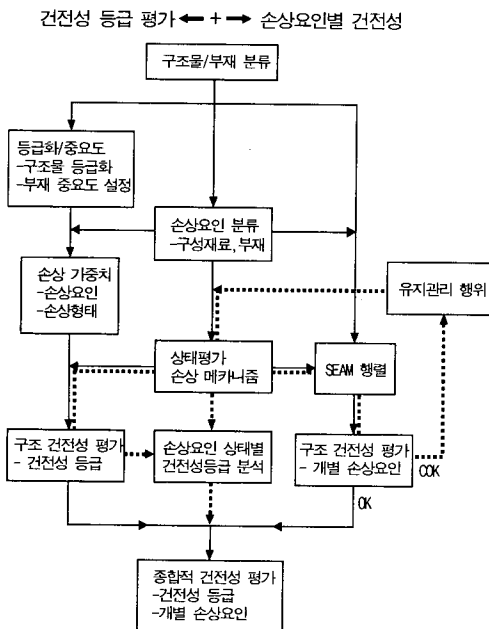 건전성 등급 평가 + 손상요인별 건전성
구조물/부재 분류
등급화/중요도
-구조물 등급화
-부재 중요도 설정
손상요인 분류
-구성재료,부재
손상 가중치
-손상요인
-손상형태
유지관리 행위
상태평가
손상 메카니즘
SEAM 행렬
구조 건전성 평가
- 건전성 등급
손상요인 상태별
건전성등급 분석
구조 건전성 평가
- 개별 손상요인
COK
OK
종합적 건전성 평가
-건전성 등급
-개별 손상요인